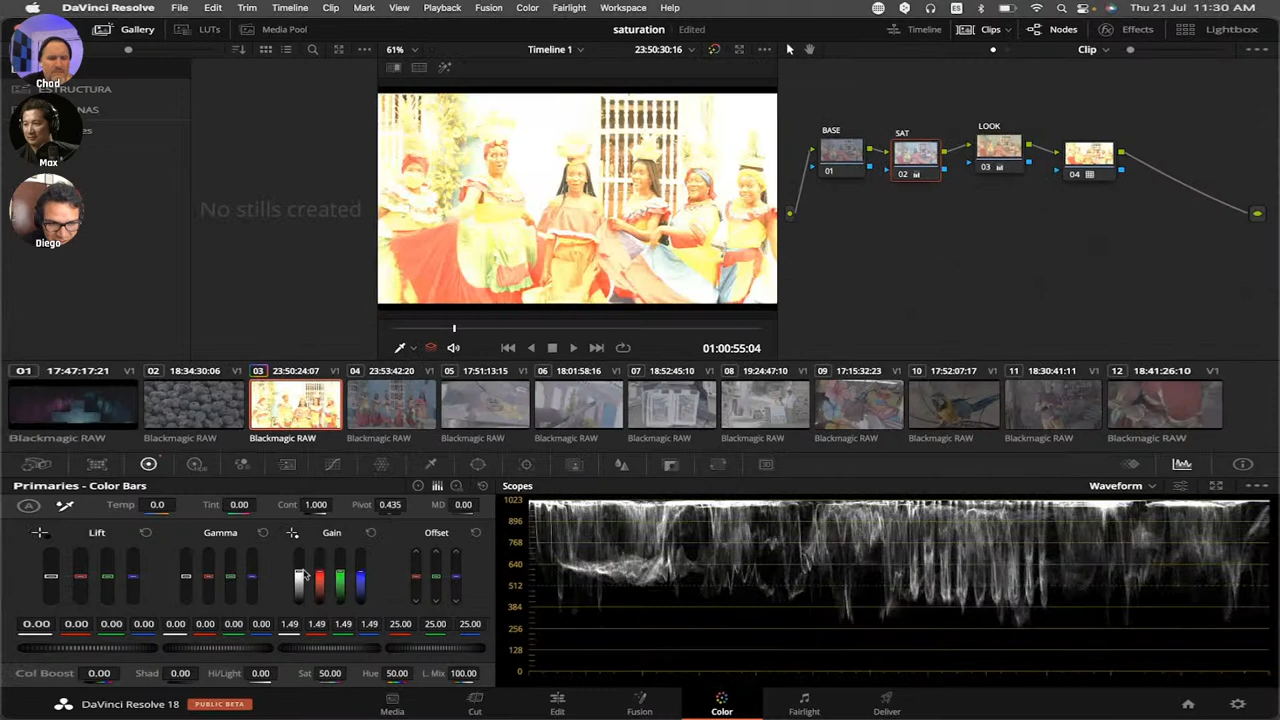 DaVinci Resolve File Edit Trim Timeline Clip Mark View Playback Fusion Color Fairlight Workspace Help Thu 21 Jul 11:30 AM
Gallery LUTs Media Pool saturation Edited Timeline Clips Nodes Effects Lightbox
61% Timeline 1 23:50:30:16 Clip
Chad
ESTRUCTURA
Max
No stills created
Diego
BASE SAT LOOK
01 02 03 04
01:00:55:04
01 17:47:17:21 V1 02 18:34:30:06 V1 03 23:50:24:07 V1 04 23:53:42:20 V1 05 17:51:13:15 V1 06 18:01:58:16 V1 07 18:52:45:10 V1 08 19:24:47:10 V1 09 17:15:32:23 V1 10 17:52:07:17 V1 11 18:30:41:11 V1 12 18:41:26:10 V1
Blackmagic RAW Blackmagic RAW Blackmagic RAW Blackmagic RAW Blackmagic RAW Blackmagic RAW Blackmagic RAW Blackmagic RAW Blackmagic RAW Blackmagic RAW Blackmagic RAW Blackmagic RAW
Primaries - Color Bars Scopes Waveform
Temp 0.0 Tint 0.00 Cont 1.000 Pivot 0.435 MD 0.00
Lift Gamma Gain Offset
1023
896
768
640
512
384
256
128
0
0.00 0.00 0.00 0.00 0.00 0.00 0.00 0.00 1.49 1.49 1.49 1.49 25.00 25.00 25.00
Col Boost 0.00 Shad 0.00 Hi/Light 0.00 Sat 50.00 Hue 50.00 L. Mix 100.00
DaVinci Resolve 18 PUBLIC BETA
Media Cut Edit Fusion Color Fairlight Deliver